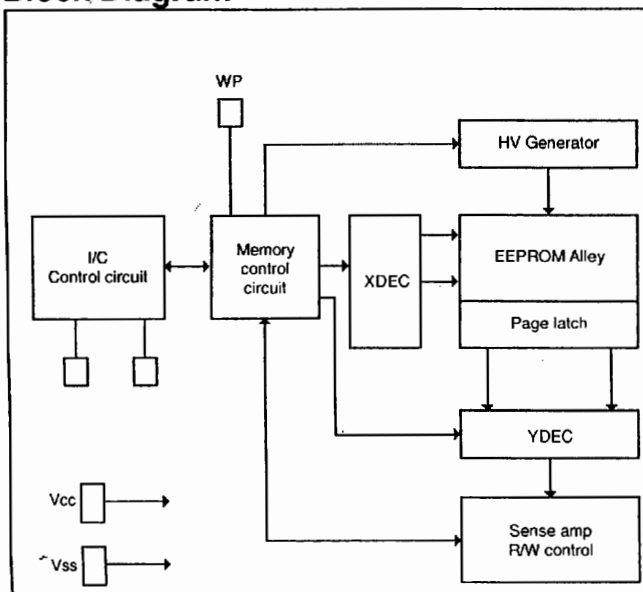 Block Diagram
WP
HV Generator
I/C
Control circuit
Memory
control
circuit
XDEC
EEPROM Alley
Page latch
YDEC
Vcc
Vss
Sense amp
R/W control